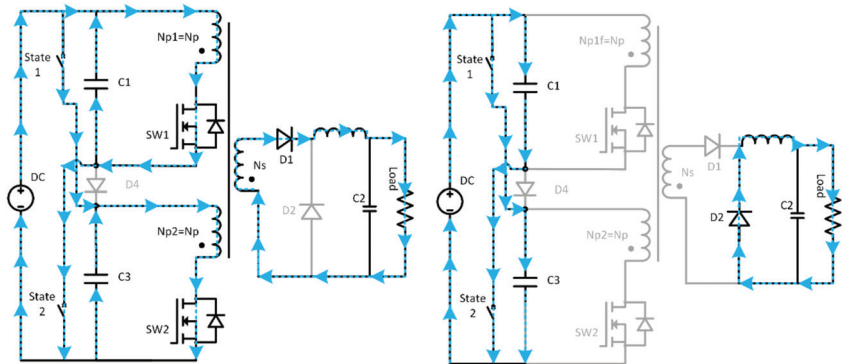 Np1=Np
State
1
C1
SW1
D1
Ns
DC
D4
D2
C2
Load
Np2=Np
C3
State
2
SW2
Np1f=Np
State
1
C1
SW1
D1
Ns
DC
D4
D2
C2
Load
Np2=Np
C3
State
2
SW2